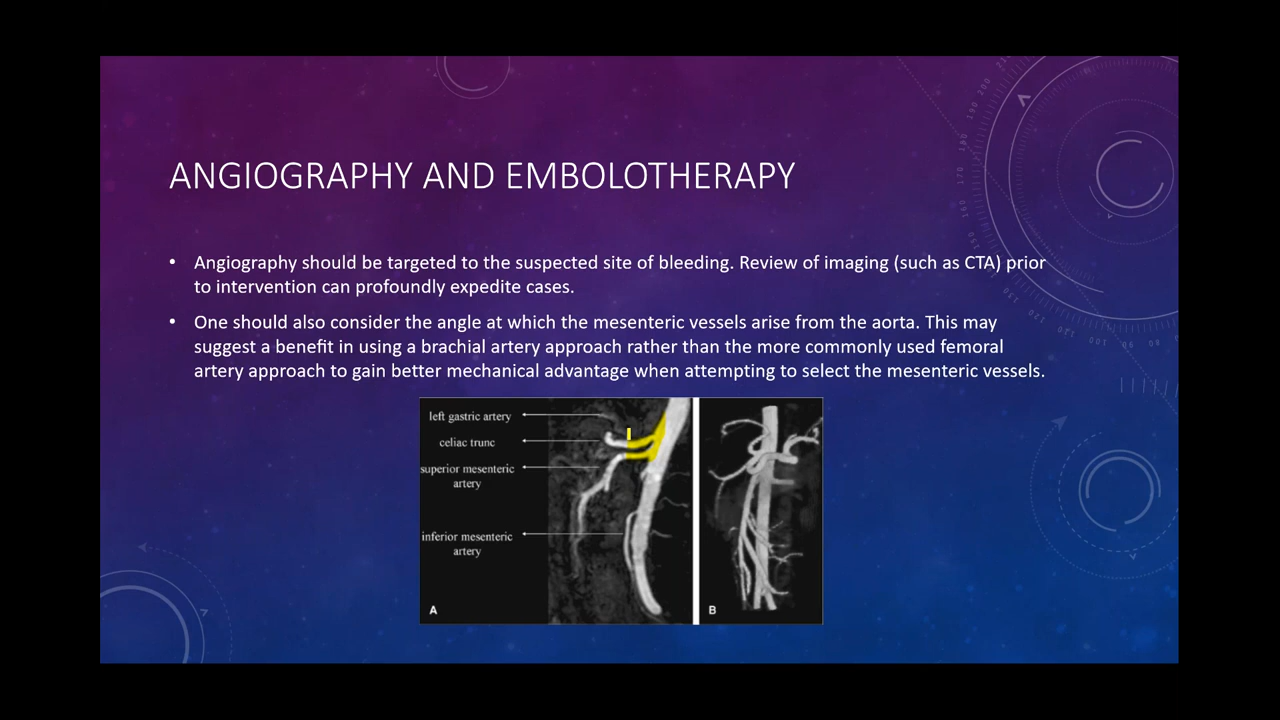 ANGIOGRAPHY AND EMBOLOTHERAPY
• Angiography should be targeted to the suspected site of bleeding. Review of imaging (such as CTA) prior
to intervention can profoundly expedite cases.
• One should also consider the angle at which the mesenteric vessels arise from the aorta. This may
suggest a benefit in using a brachial artery approach rather than the more commonly used femoral
artery approach to gain better mechanical advantage when attempting to select the mesenteric vessels.
left gastric artery
celiac trunc
superior mesenteric
artery
inferior mesenteric
artery
A
B